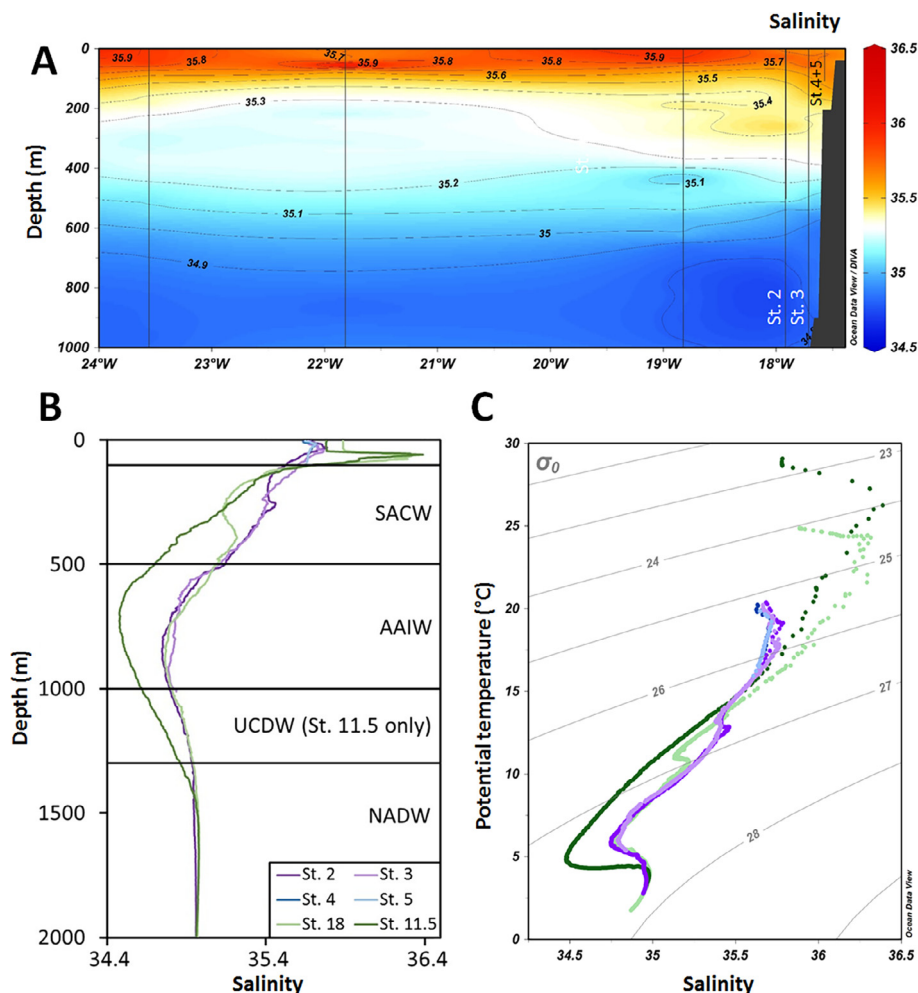 Salinity
A
0
200
400
600
800
1000
Depth (m)
35.9
35.8
35.7
35.9
35.8
35.8
35.9
35.7
35.6
35.5
35.4
35.3
35.2
35.1
35.1
35
34.9
St.4+5
St. 2
St. 3
24°W
23°W
22°W
21°W
20°W
19°W
18°W
Ocean Data View / DIVA
36.5
36
35.5
35
34.5
B
0
500
1000
1500
2000
Depth (m)
SACW
AAIW
UCDW (St. 11.5 only)
NADW
St. 2 St. 3
St. 4 St. 5
St. 18 St. 11.5
34.4 35.4 36.4
Salinity
C
σ0
30
25
20
15
10
5
0
Potential temperature (°C)
23
24
25
26
27
28
34.5 35 35.5 36 36.5
Salinity
Ocean Data View